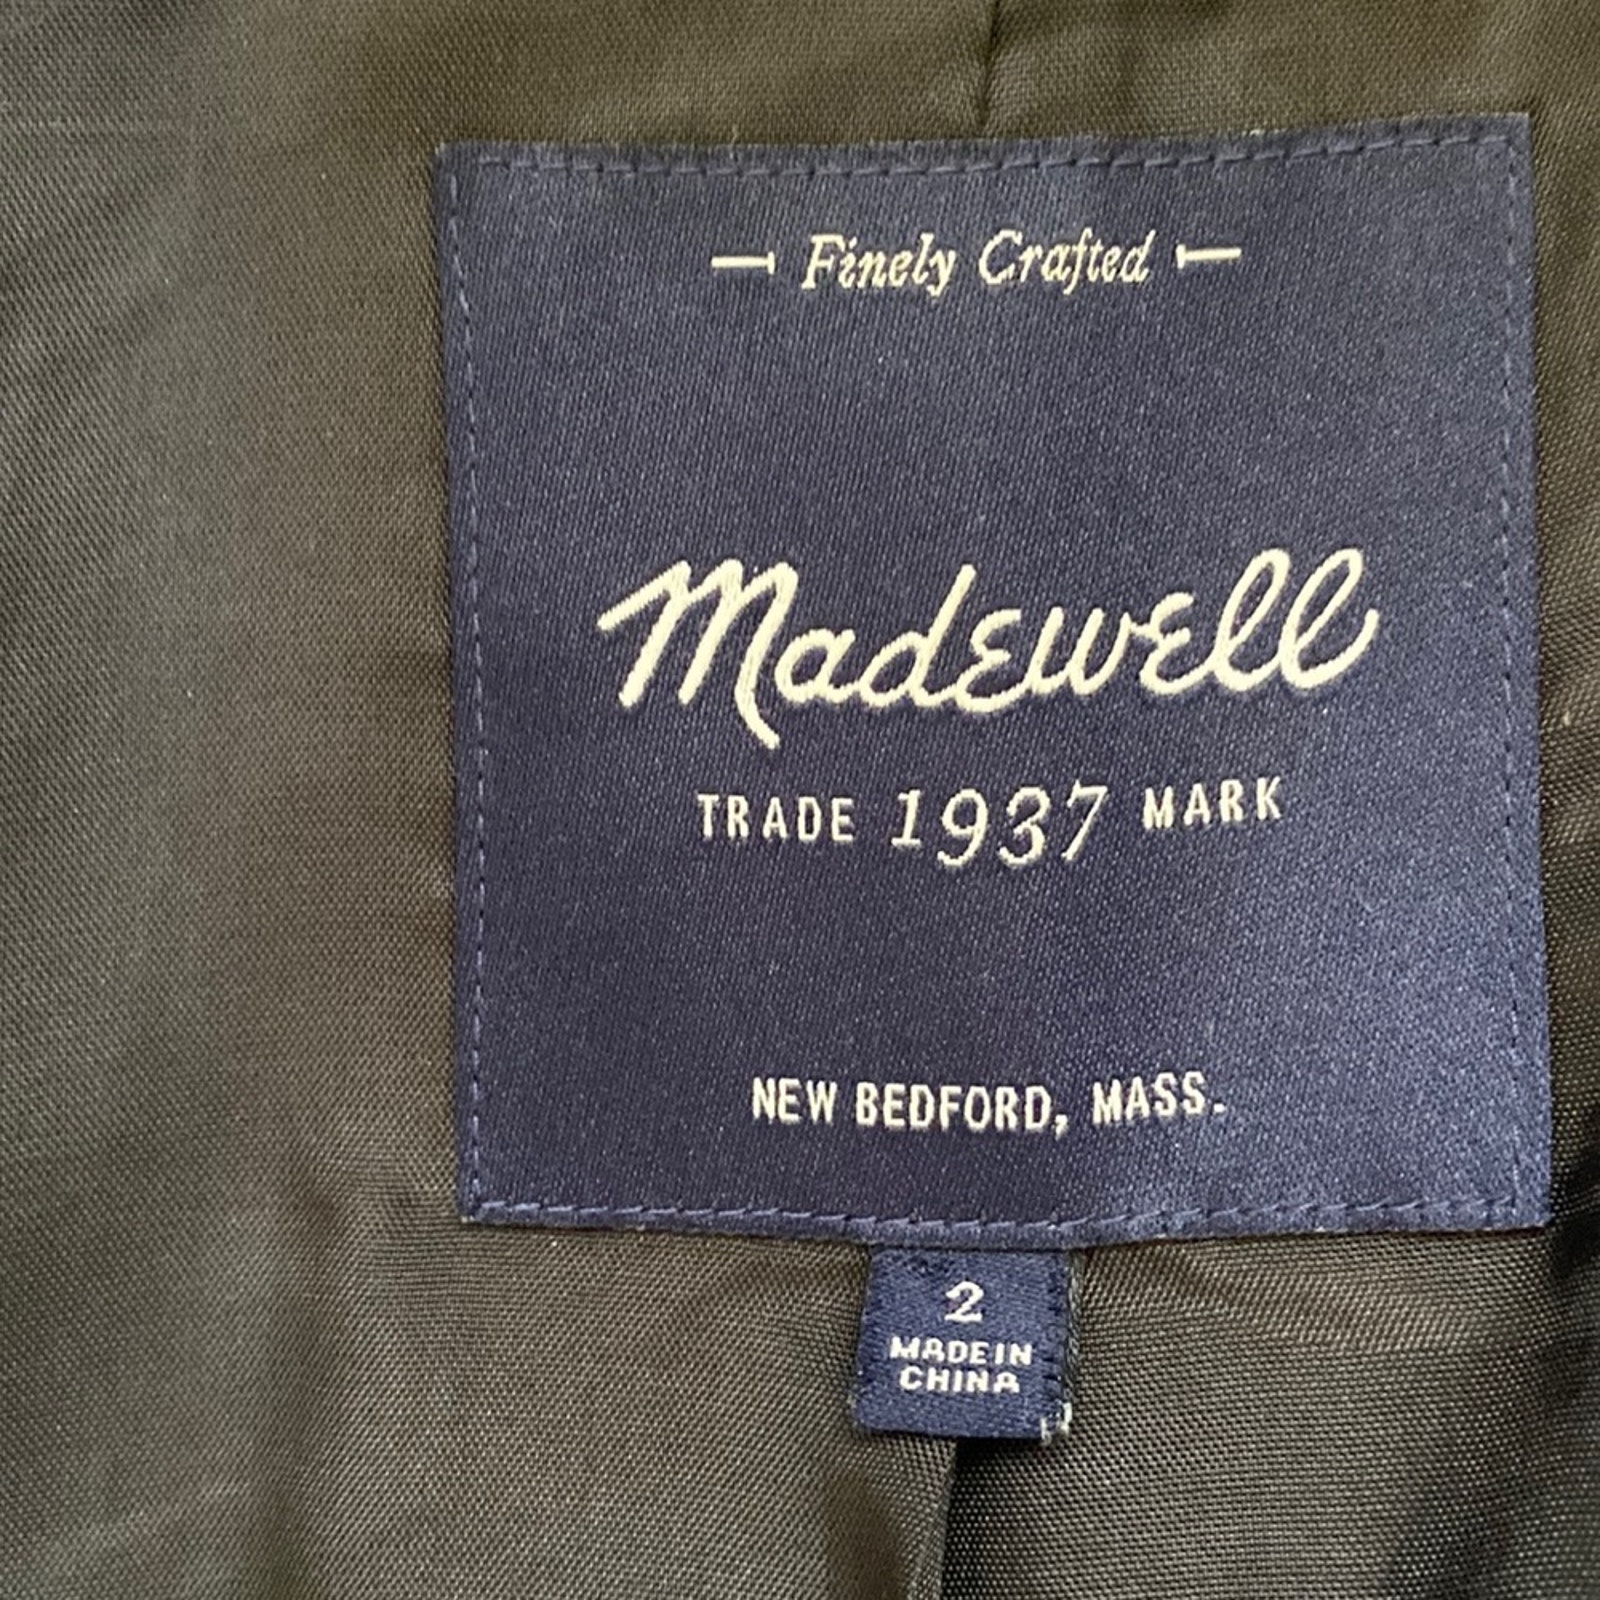 Finely Crafted
Madewell
TRADE 1937 MARK
NEW BEDFORD, MASS.
2
MADE IN
CHINA